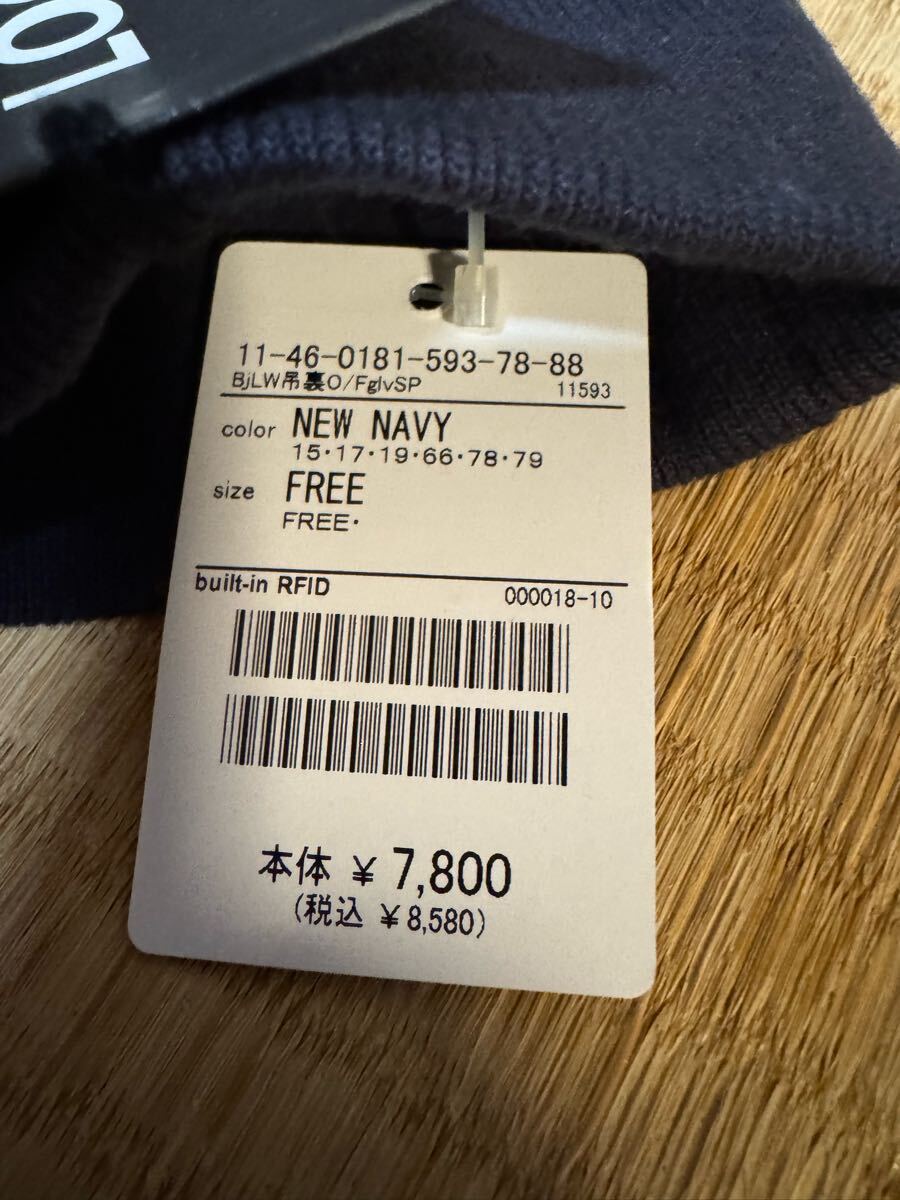 11-46-0181-593-78-88
BjLW吊裏O/FglvSP 11593
color NEW NAVY
15・17・19・66・78・79
size FREE
FREE・
built-in RFID 000018-10
本体 ¥ 7,800
(税込 ¥8,580)